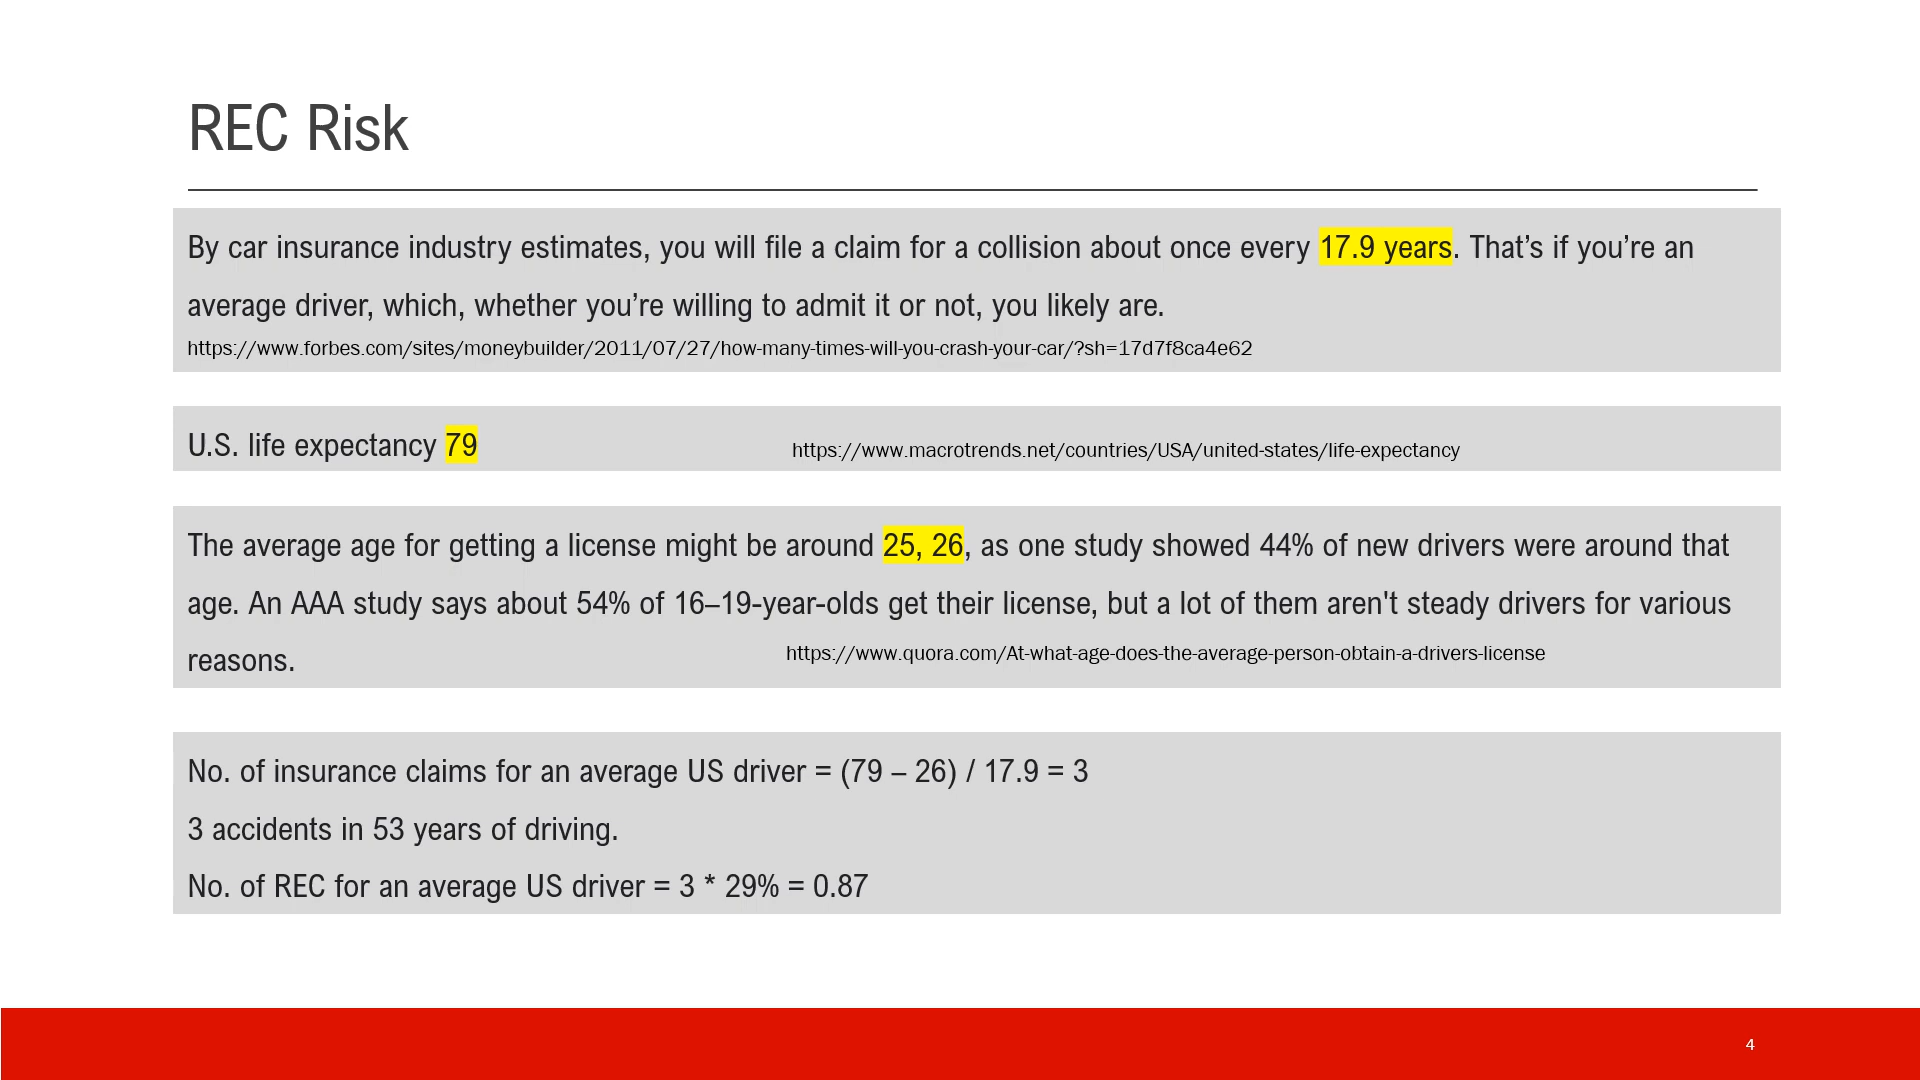 REC Risk
By car insurance industry estimates, you will file a claim for a collision about once every 17.9 years. That’s if you’re an
average driver, which, whether you’re willing to admit it or not, you likely are.
https://www.forbes.com/sites/moneybuilder/2011/07/27/how-many-times-will-you-crash-your-car/?sh=17d7f8ca4e62
U.S. life expectancy 79
https://www.macrotrends.net/countries/USA/united-states/life-expectancy
The average age for getting a license might be around 25, 26, as one study showed 44% of new drivers were around that
age. An AAA study says about 54% of 16–19-year-olds get their license, but a lot of them aren't steady drivers for various
reasons.
https://www.quora.com/At-what-age-does-the-average-person-obtain-a-drivers-license
No. of insurance claims for an average US driver = (79 – 26) / 17.9 = 3
3 accidents in 53 years of driving.
No. of REC for an average US driver = 3 * 29% = 0.87
4